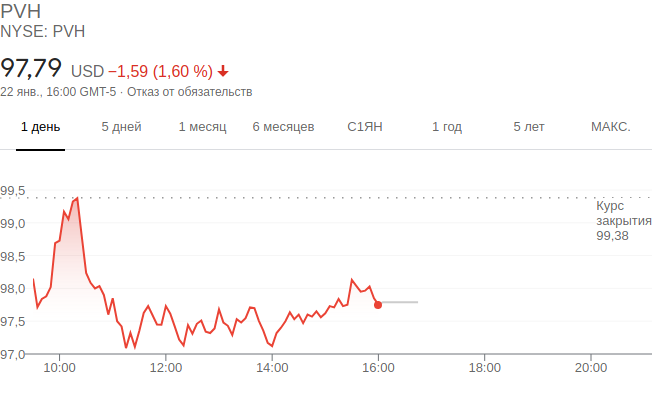 PVH
NYSE: PVH
97,79 USD −1,59 (1,60 %)
22 янв., 16:00 GMT-5 · Отказ от обязательств
1 день 5 дней 1 месяц 6 месяцев С1ЯН 1 год 5 лет МАКС.
99,5
Курс
закрытия
99,38
99,0
98,5
98,0
97,5
97,0
10:00 12:00 14:00 16:00 18:00 20:00